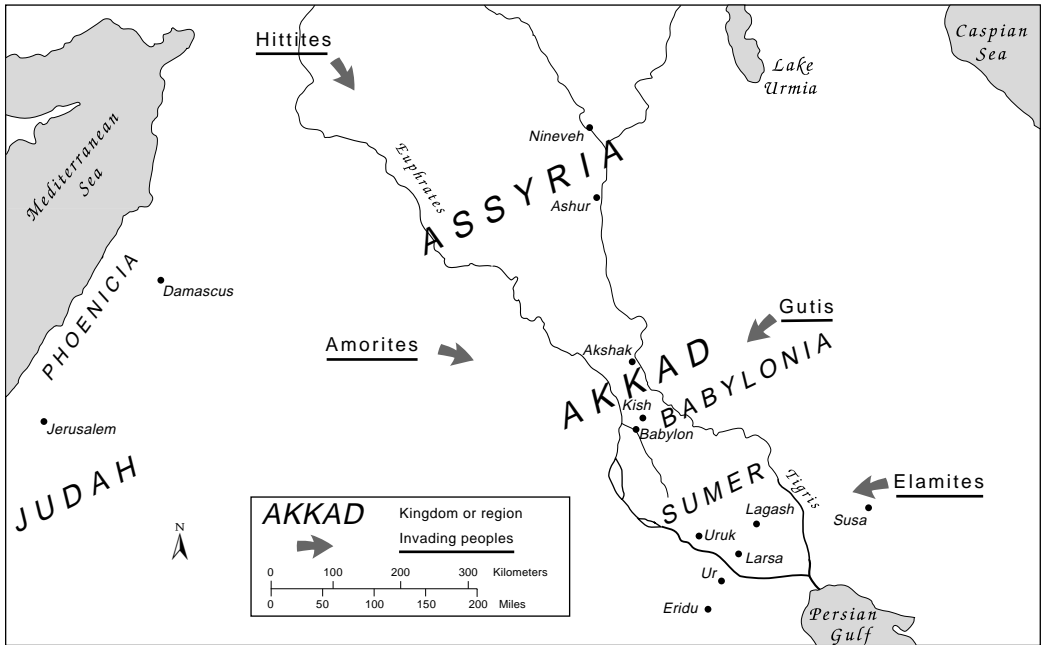 Hittites
Caspian
Sea
Lake
Urmia
Mediterranean
Sea
Nineveh
Euphrates
ASSYRIA
Ashur
PHOENICIA
Damascus
Gutis
Amorites
Akshak
AKKAD
BABYLONIA
Kish
Babylon
Jerusalem
JUDAH
SUMER
Tigris
Elamites
Lagash
Susa
Uruk
Larsa
Ur
Eridu
Persian
Gulf
N
AKKAD Kingdom or region
Invading peoples
0 100 200 300 Kilometers
0 50 100 150 200 Miles